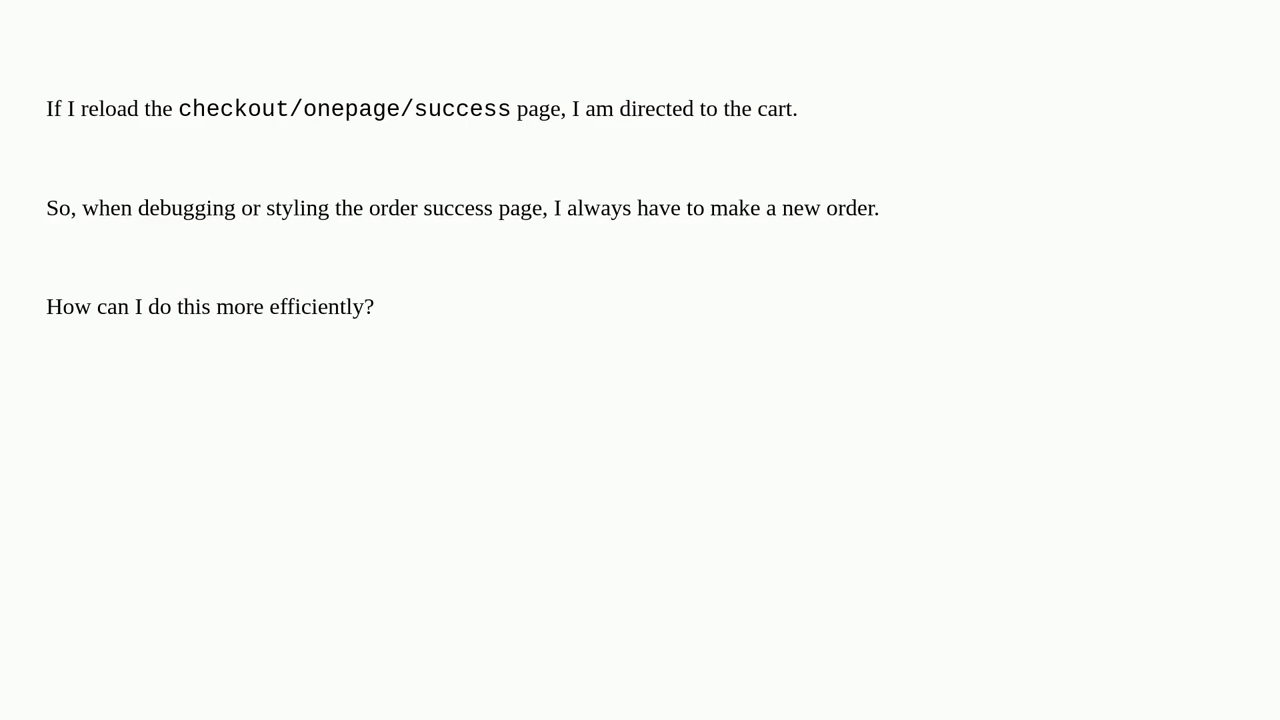 If I reload the checkout/onepage/success page, I am directed to the cart.
So, when debugging or styling the order success page, I always have to make a new order.
How can I do this more efficiently?